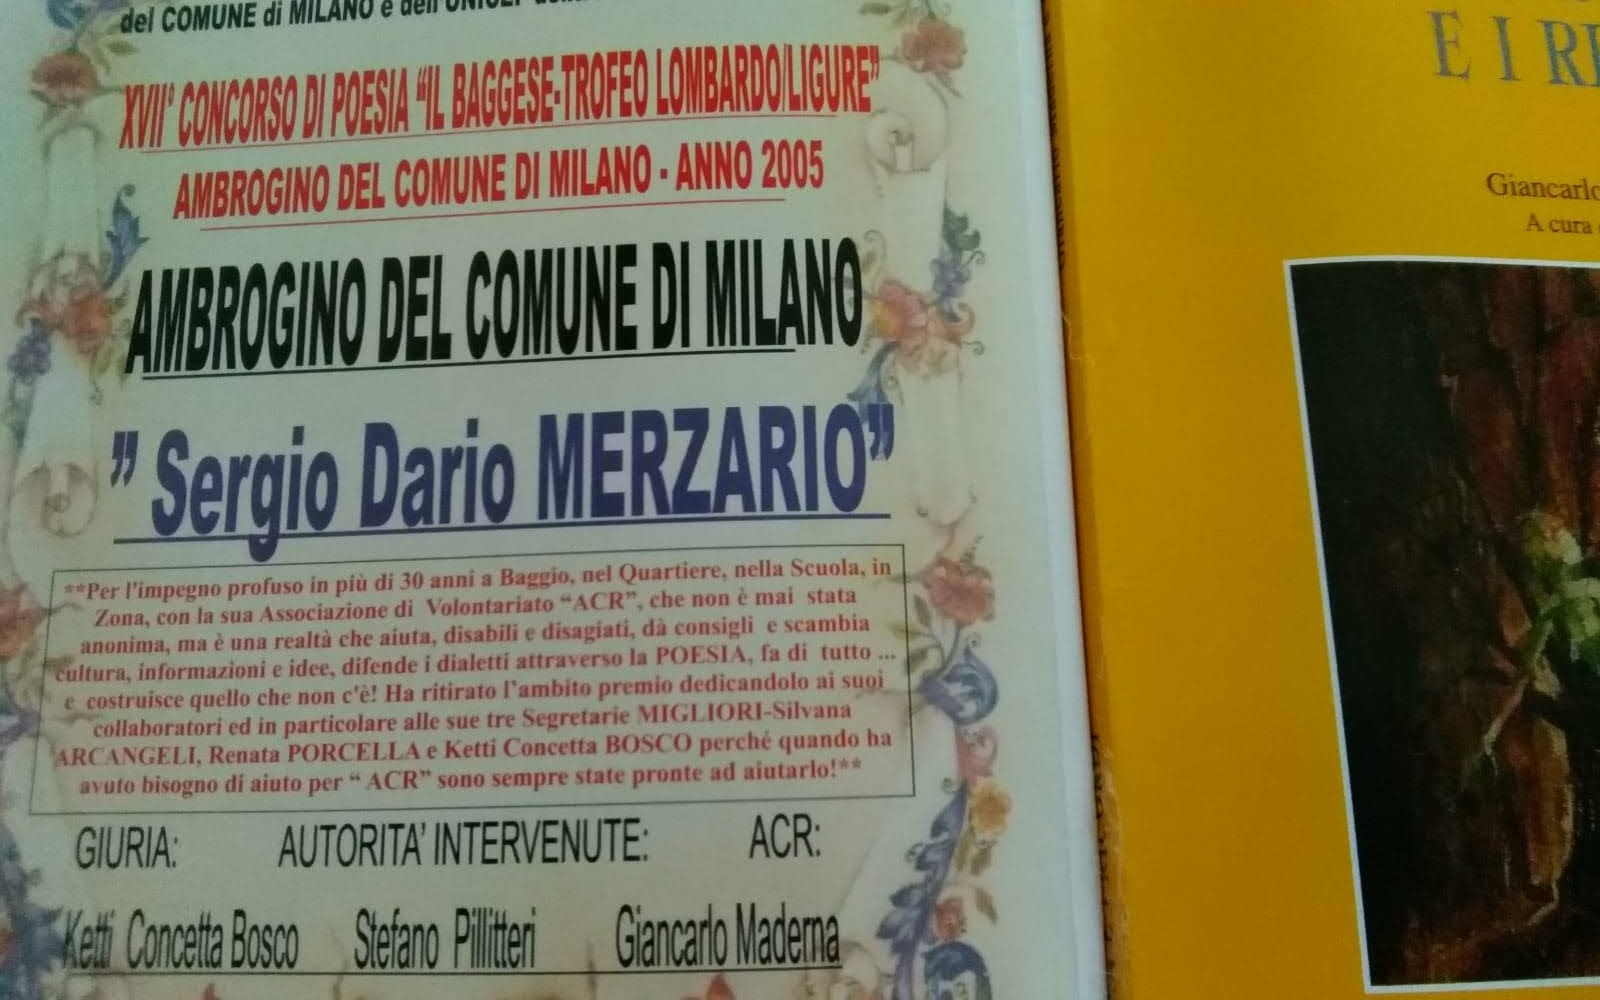 del COMUNE di MILANO e dell'UNICEF
XVII° CONCORSO DI POESIA “IL BAGGESE-TROFEO LOMBARDO/LIGURE”
AMBROGINO DEL COMUNE DI MILANO - ANNO 2005
AMBROGINO DEL COMUNE DI MILANO
” Sergio Dario MERZARIO”
**Per l'impegno profuso in più di 30 anni a Baggio, nel Quartiere, nella Scuola, in
Zona, con la sua Associazione di Volontariato “ACR”, che non è mai stata
anonima, ma è una realtà che aiuta, disabili e disagiati, dà consigli e scambia
cultura, informazioni e idee, difende i dialetti attraverso la POESIA, fa di tutto ...
e costruisce quello che non c'è! Ha ritirato l'ambito premio dedicandolo ai suoi
collaboratori ed in particolare alle sue tre Segretarie MIGLIORI-Silvana
ARCANGELI, Renata PORCELLA e Ketti Concetta BOSCO perché quando ha
avuto bisogno di aiuto per “ ACR” sono sempre state pronte ad aiutarlo!**
GIURIA: AUTORITA' INTERVENUTE: ACR:
Ketti Concetta Bosco Stefano Pillitteri Giancarlo Maderna
E I R
Giancarlo
A cura